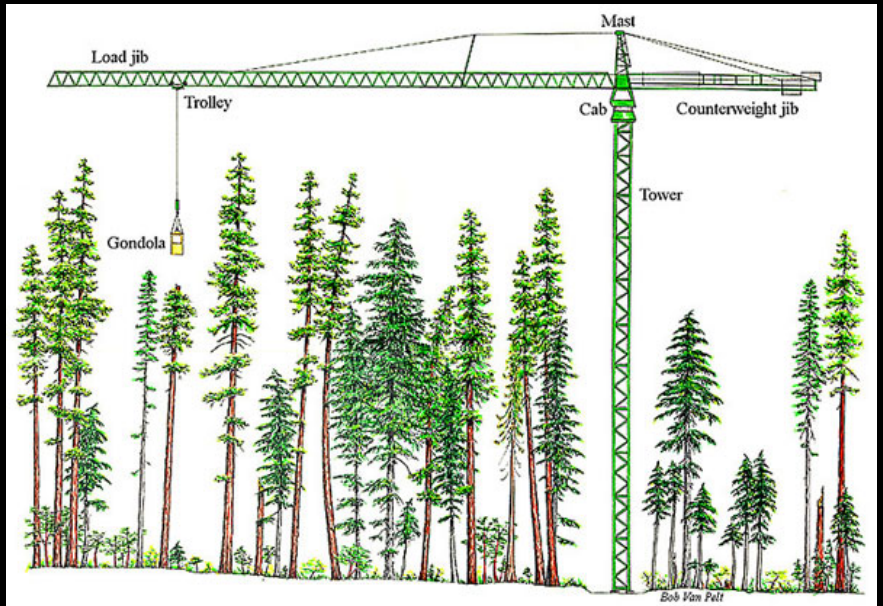 Mast
Load jib
Trolley
Cab
Counterweight jib
Tower
Gondola
Bob Van Pelt